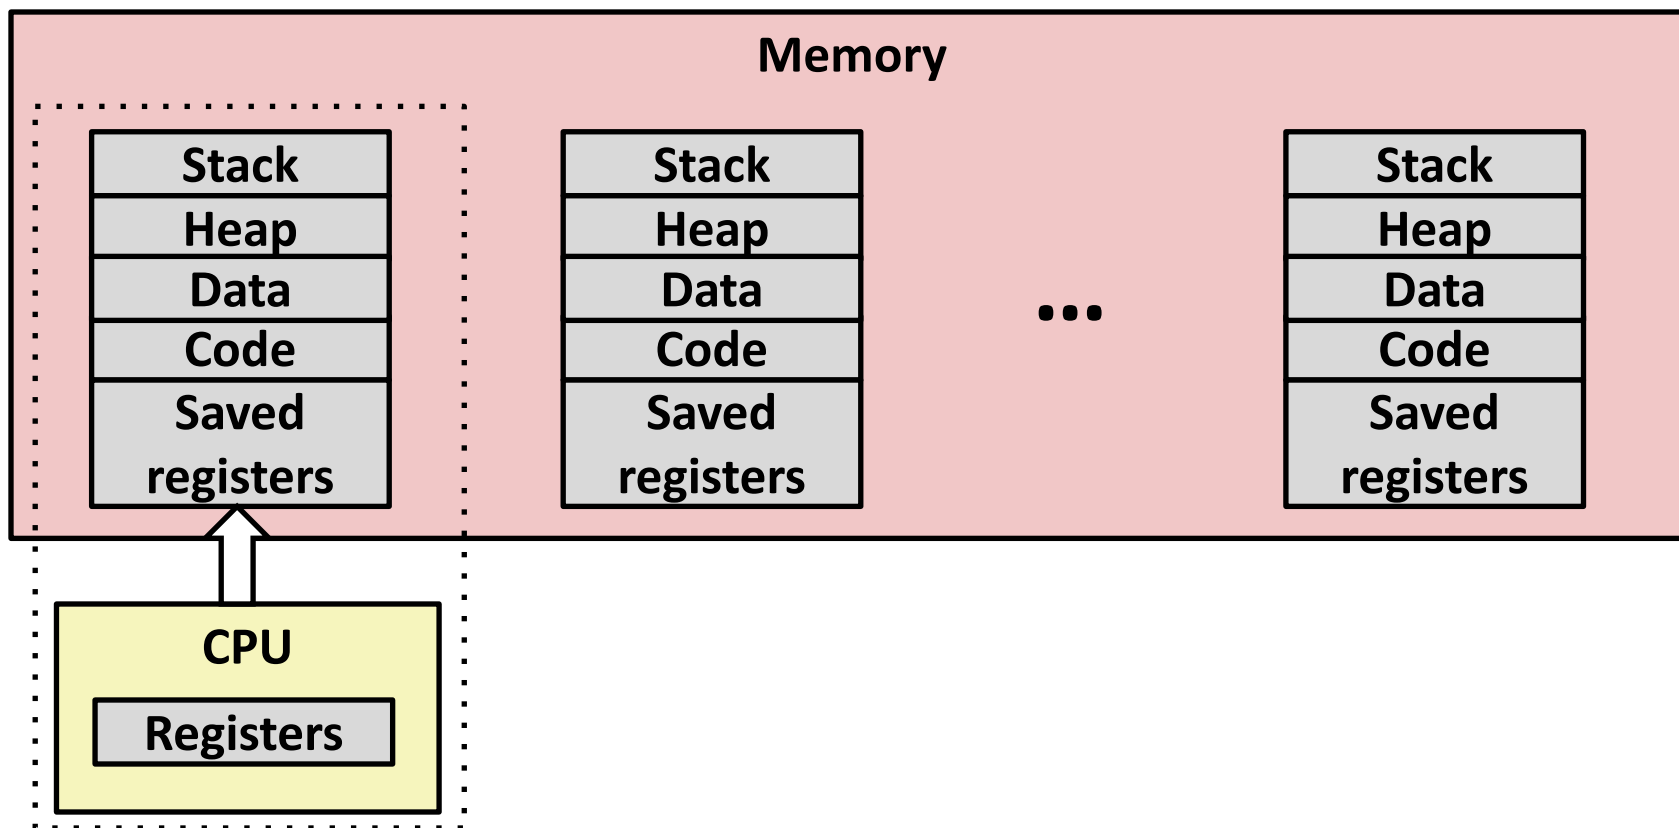 Memory
Stack
Heap
Data
Code
Saved
registers
Stack
Heap
Data
Code
Saved
registers
...
Stack
Heap
Data
Code
Saved
registers
CPU
Registers